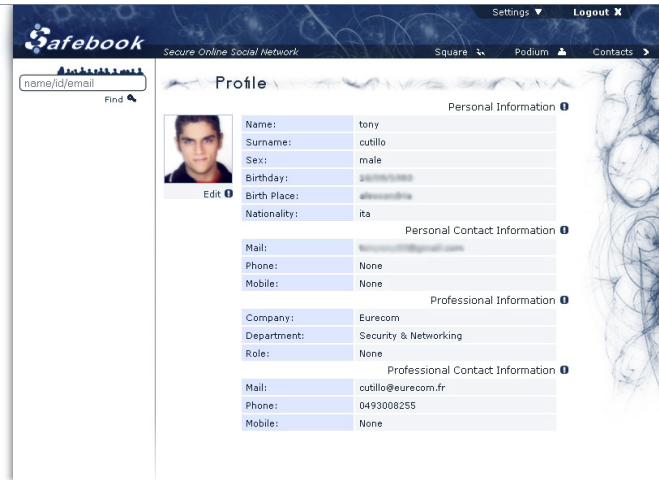 Settings ▼ Logout ✖
Safebook
Secure Online Social Network Square Podium Contacts
name/id/email
Find
Profile
Personal Information
Edit
Name: tony
Surname: cutillo
Sex: male
Birthday:
Birth Place:
Nationality: ita
Personal Contact Information
Mail:
Phone: None
Mobile: None
Professional Information
Company: Eurecom
Department: Security & Networking
Role: None
Professional Contact Information
Mail: cutillo@eurecom.fr
Phone: 0493008255
Mobile: None